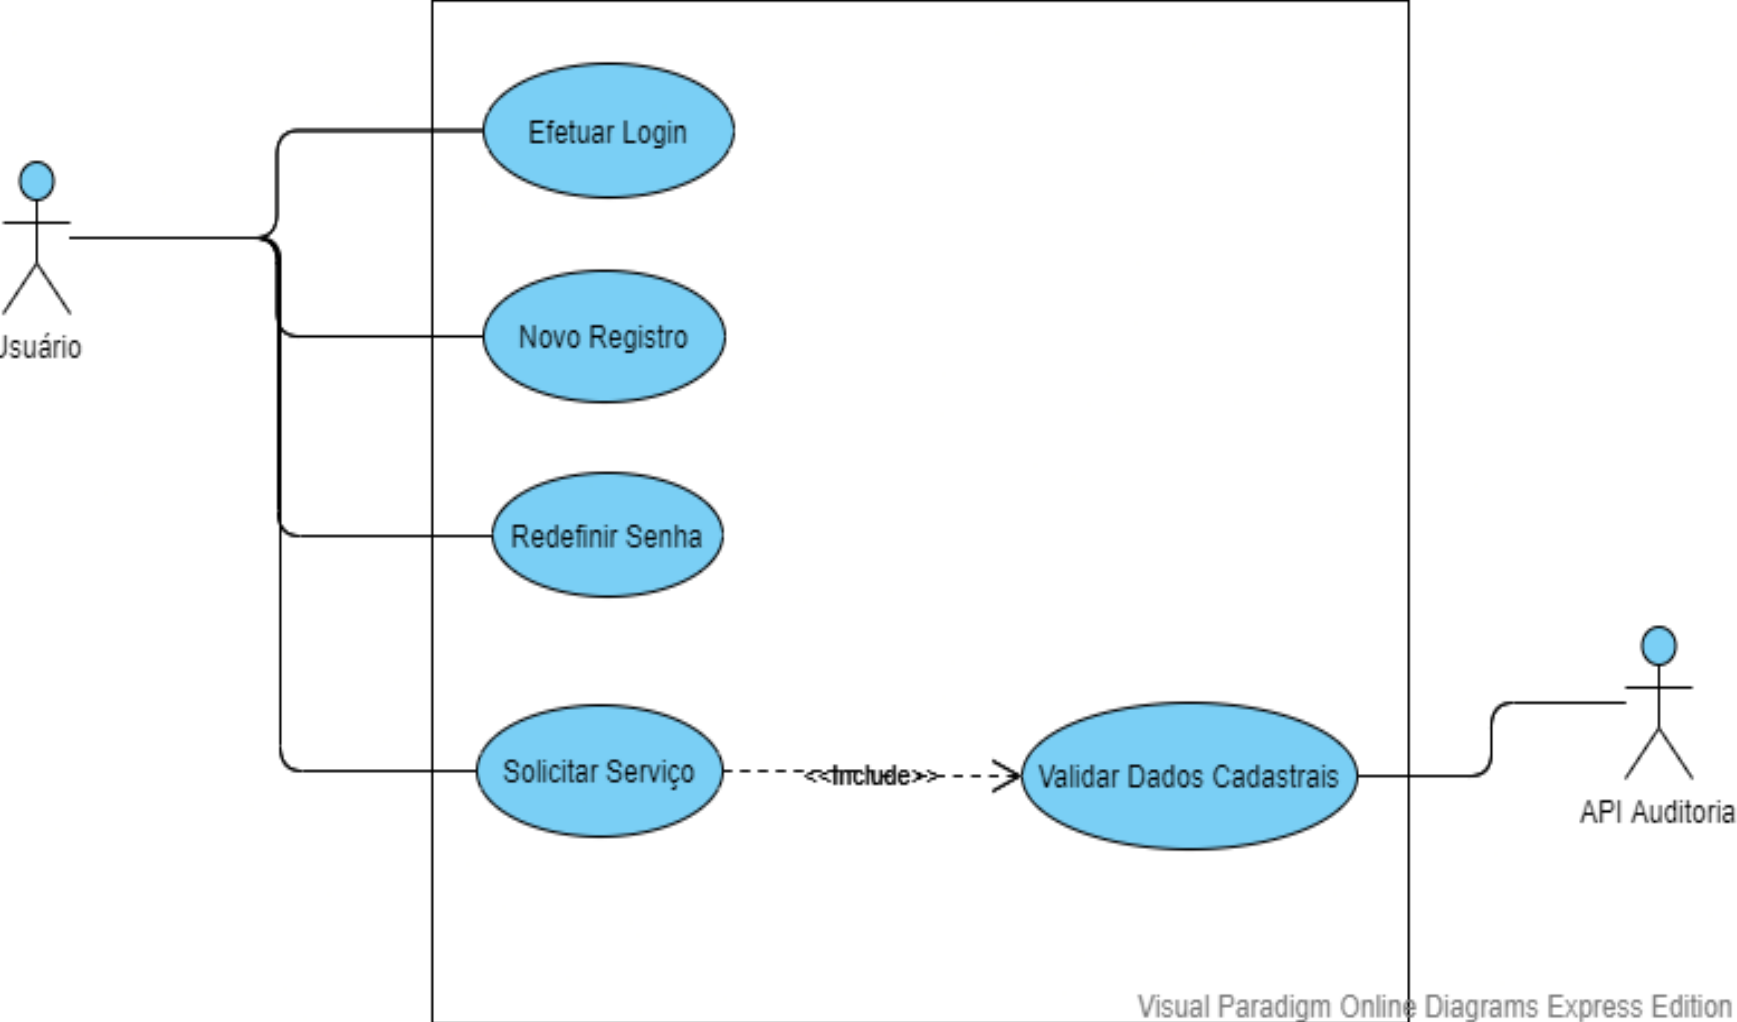 Efetuar Login
Novo Registro
Usuário
Redefinir Senha
Solicitar Serviço
<<Include>>
Validar Dados Cadastrais
API Auditoria
Visual Paradigm Online Diagrams Express Edition